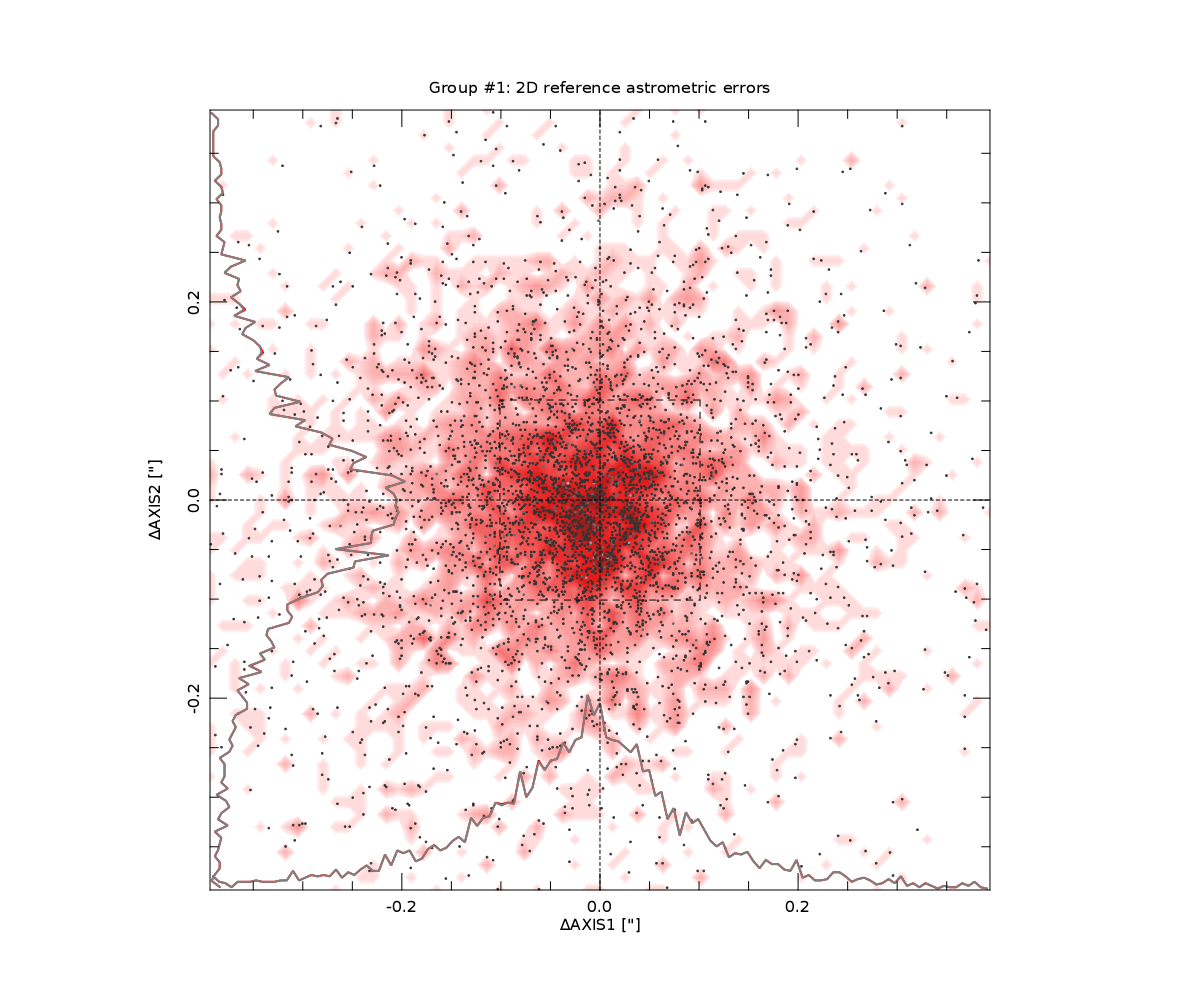 Group #1: 2D reference astrometric errors
0.2
0.0
-0.2
ΔAXIS2 ["]
-0.2
0.0
0.2
ΔAXIS1 ["]